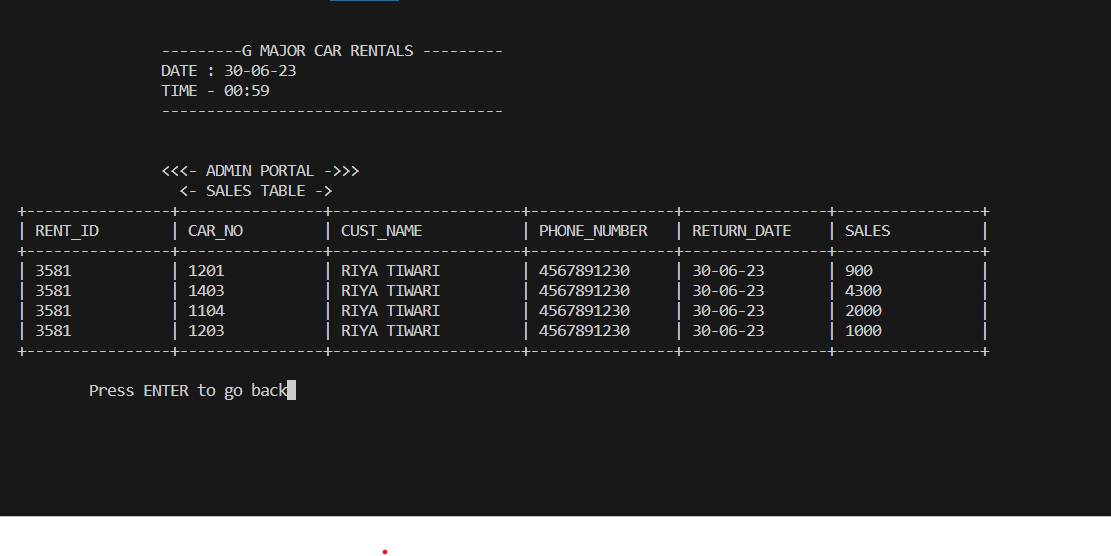 ---------G MAJOR CAR RENTALS ---------
DATE : 30-06-23
TIME - 00:59
--------------------------------------
<<<- ADMIN PORTAL ->>>
<- SALES TABLE ->
+----------------+----------------+---------------------+----------------+----------------+----------------+
| RENT_ID | CAR_NO | CUST_NAME | PHONE_NUMBER | RETURN_DATE | SALES |
+----------------+----------------+---------------------+----------------+----------------+----------------+
| 3581 | 1201 | RIYA TIWARI | 4567891230 | 30-06-23 | 900 |
| 3581 | 1403 | RIYA TIWARI | 4567891230 | 30-06-23 | 4300 |
| 3581 | 1104 | RIYA TIWARI | 4567891230 | 30-06-23 | 2000 |
| 3581 | 1203 | RIYA TIWARI | 4567891230 | 30-06-23 | 1000 |
+----------------+----------------+---------------------+----------------+----------------+----------------+
Press ENTER to go back